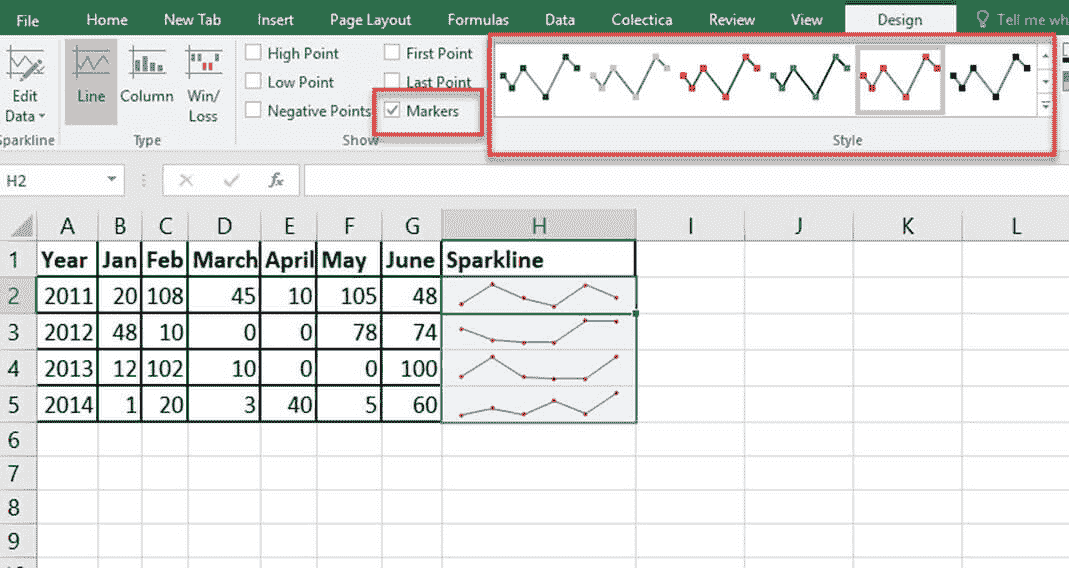 File Home New Tab Insert Page Layout Formulas Data Colectica Review View Design Tell me wh
High Point First Point
Low Point Last Point
Negative Points Markers
Edit Line Column Win/
Data Loss
Sparkline Type Show Style
H2 fx
A B C D E F G H I J K L
1 Year Jan Feb March April May June Sparkline
2 2011 20 108 45 10 105 48
3 2012 48 10 0 0 78 74
4 2013 12 102 10 0 0 100
5 2014 1 20 3 40 5 60
6
7
8
9